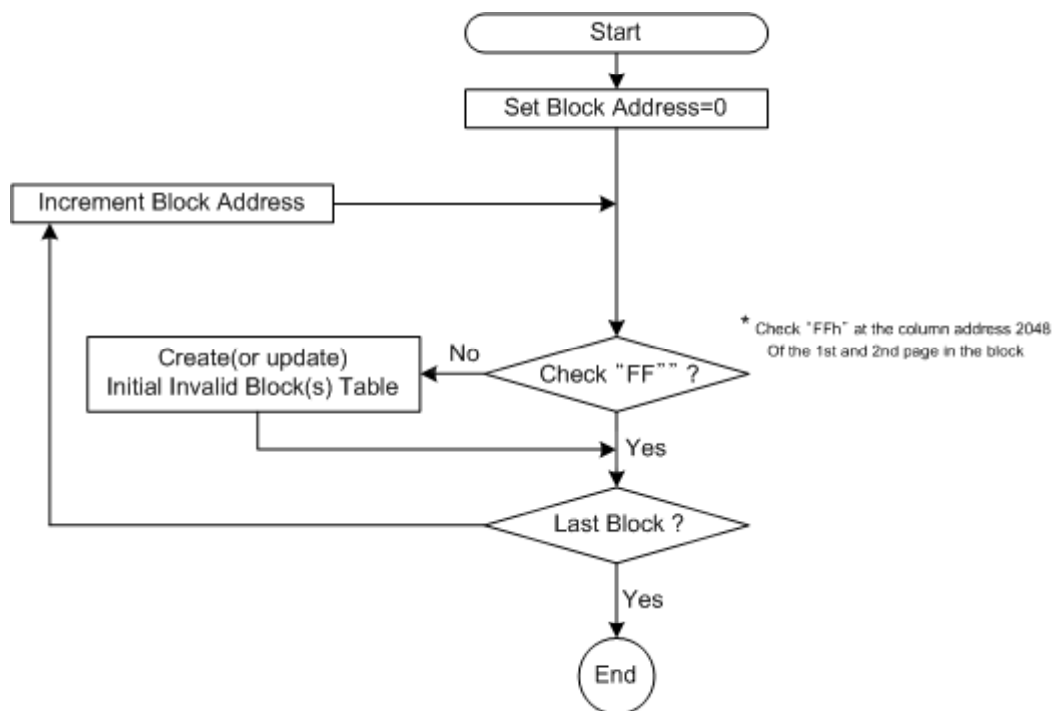 Start
Set Block Address=0
Increment Block Address
* Check "FFh" at the column address 2048
Of the 1st and 2nd page in the block
Create(or update)
Initial Invalid Block(s) Table
No
Check "FF"" ?
Yes
Last Block ?
Yes
End